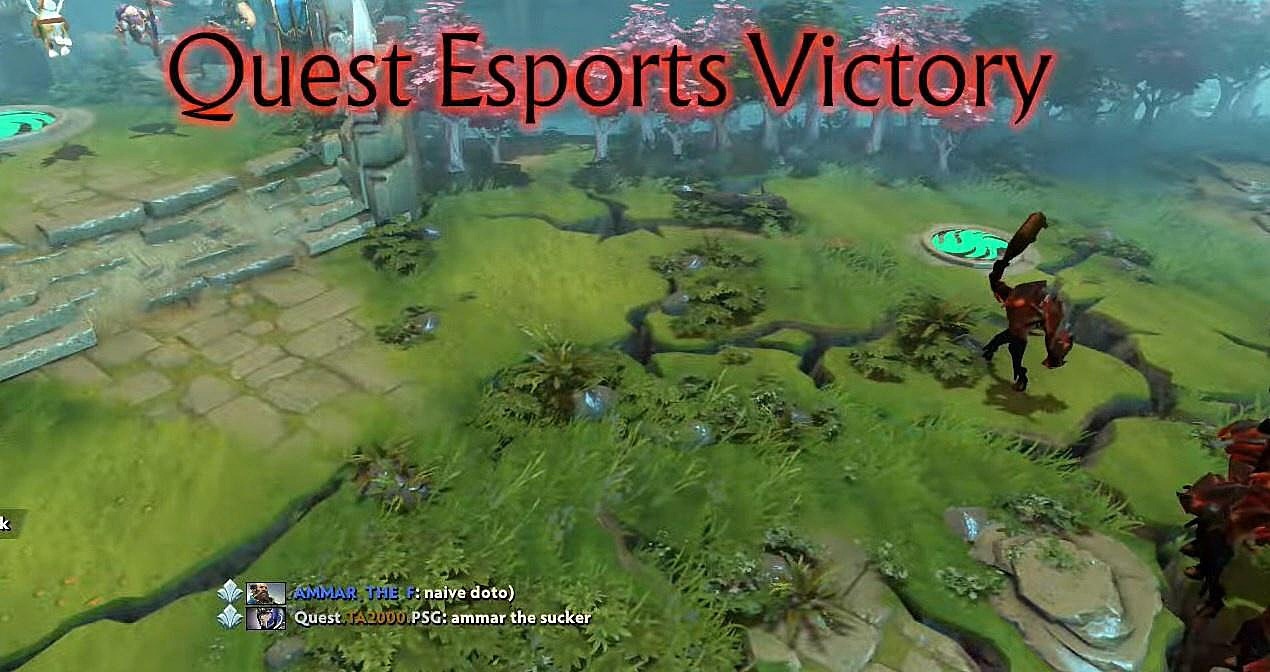 Quest Esports Victory
k
AMMAR_THE_F: naive doto)
Quest.TA2000.PSG: ammar the sucker